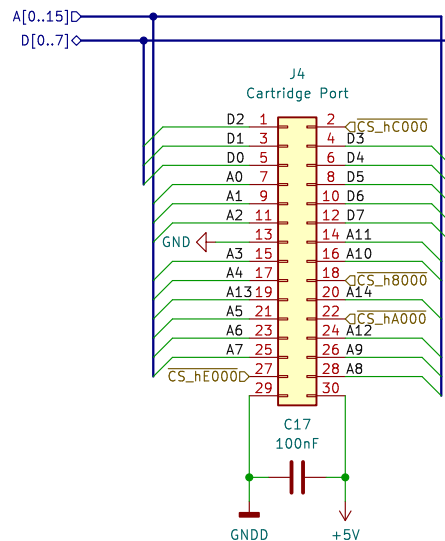 A[0..15]
D[0..7]
J4
Cartridge Port
D2 1 2 CS_hC000
D1 3 4 D3
D0 5 6 D4
A0 7 8 D5
A1 9 10 D6
A2 11 12 D7
GND 13 14 A11
A3 15 16 A10
A4 17 18 CS_h8000
A13 19 20 A14
A5 21 22 CS_hA000
A6 23 24 A12
A7 25 26 A9
CS_hE000 27 28 A8
29 30
C17
100nF
GNDD +5V